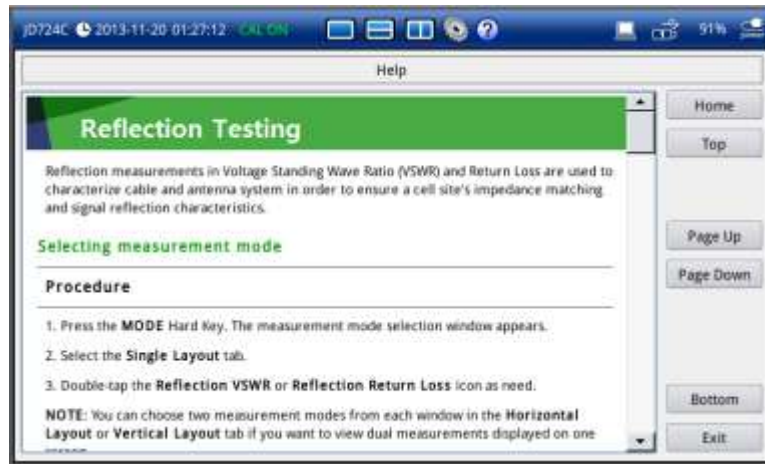 JD724C 2013-11-20 01:27:12 CAL ON 91%
Help
Reflection Testing
Reflection measurements in Voltage Standing Wave Ratio (VSWR) and Return Loss are used to
characterize cable and antenna system in order to ensure a cell site's impedance matching
and signal reflection characteristics.
Selecting measurement mode
Procedure
1. Press the MODE Hard Key. The measurement mode selection window appears.
2. Select the Single Layout tab.
3. Double-tap the Reflection VSWR or Reflection Return Loss icon as need.
NOTE: You can choose two measurement modes from each window in the Horizontal
Layout or Vertical Layout tab if you want to view dual measurements displayed on one
Home
Top
Page Up
Page Down
Bottom
Exit